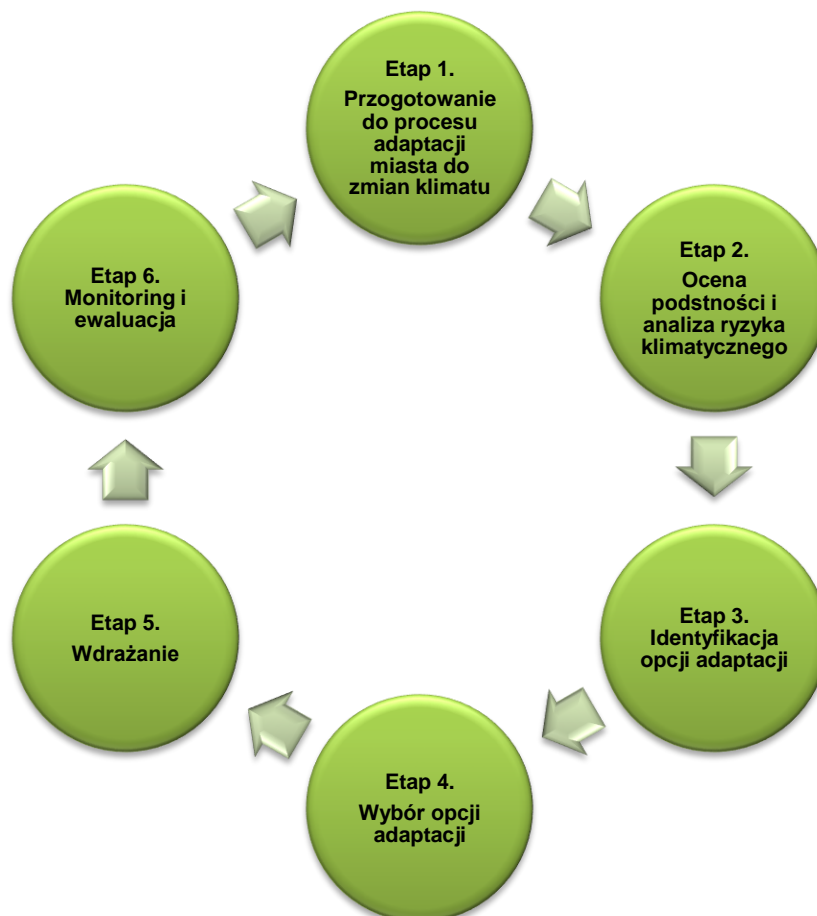 Etap 1.
Przogotowanie
do procesu
adaptacji
miasta do
zmian klimatu
Etap 2.
Ocena
podstności i
analiza ryzyka
klimatycznego
Etap 3.
Identyfikacja
opcji adaptacji
Etap 4.
Wybór opcji
adaptacji
Etap 5.
Wdrażanie
Etap 6.
Monitoring i
ewaluacja